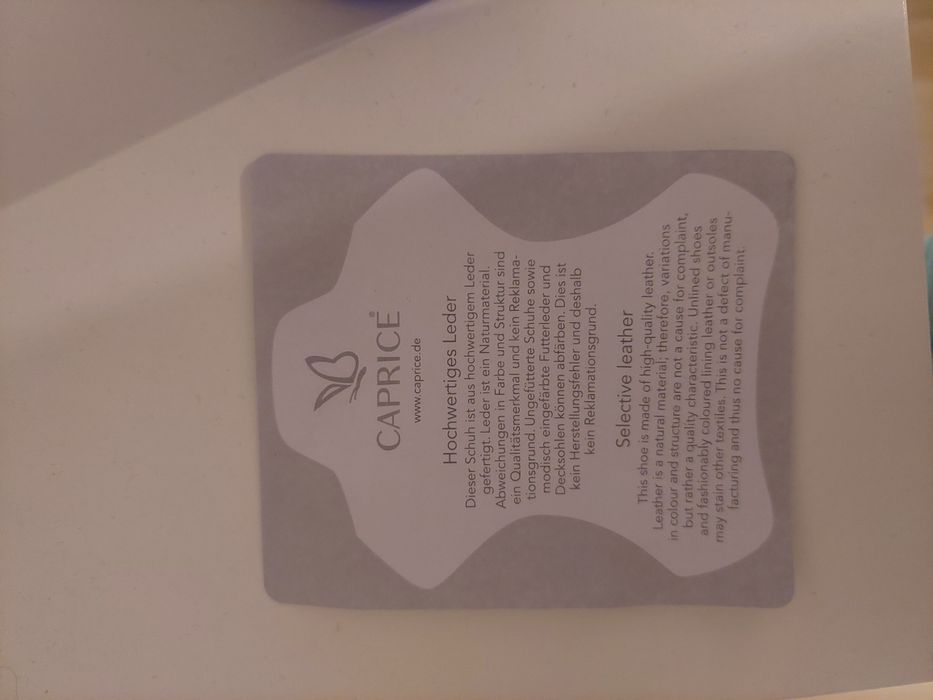 CAPRICE®
www.caprice.de
Hochwertiges Leder
Dieser Schuh ist aus hochwertigem Leder
gefertigt. Leder ist ein Naturmaterial.
Abweichungen in Farbe und Struktur sind
ein Qualitätsmerkmal und kein Reklama-
tionsgrund. Ungefütterte Schuhe sowie
modisch eingefärbte Futterleder und
Decksohlen können abfärben. Dies ist
kein Herstellungsfehler und deshalb
kein Reklamationsgrund.
Selective leather
This shoe is made of high-quality leather.
Leather is a natural material; therefore, variations
in colour and structure are not a cause for complaint,
but rather a quality characteristic. Unlined shoes
and fashionably coloured lining leather or outsoles
may stain other textiles. This is not a defect of manu-
facturing and thus no cause for complaint.